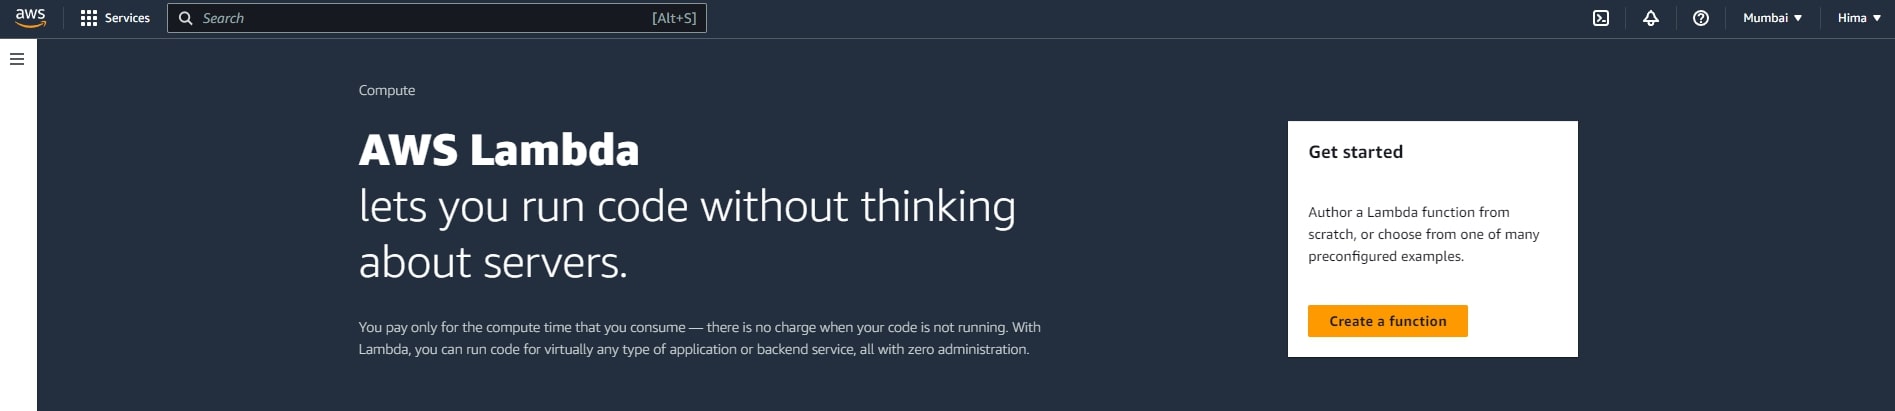 aws
Services
Search
[Alt+S]
Mumbai ▼
Hima ▼
Compute
AWS Lambda
lets you run code without thinking
about servers.
You pay only for the compute time that you consume — there is no charge when your code is not running. With
Lambda, you can run code for virtually any type of application or backend service, all with zero administration.
Get started
Author a Lambda function from
scratch, or choose from one of many
preconfigured examples.
Create a function